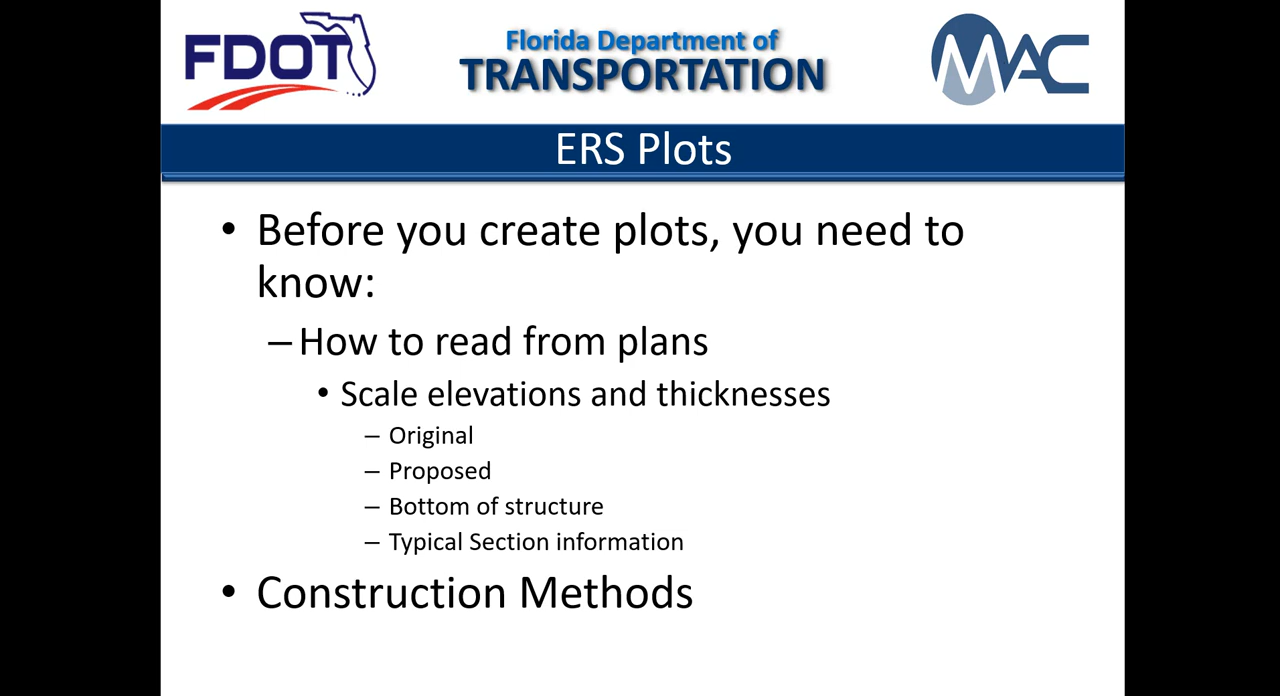 FDOT
Florida Department of
TRANSPORTATION
MAC
ERS Plots
• Before you create plots, you need to
know:
– How to read from plans
• Scale elevations and thicknesses
– Original
– Proposed
– Bottom of structure
– Typical Section information
• Construction Methods